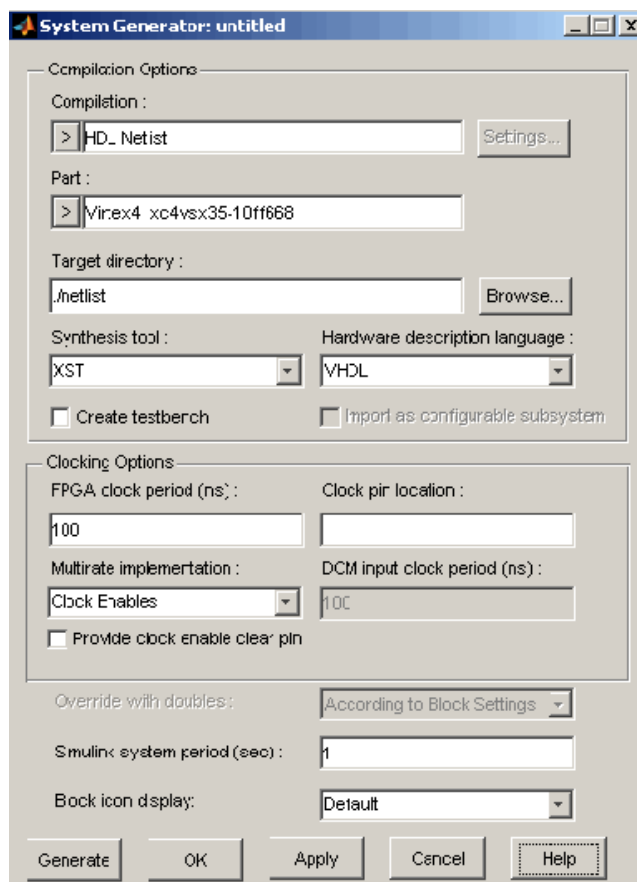 System Generator: untitled
Compilation Options
Compilation :
> HDL Netlist
Settings...
Part :
> Virtex4 xc4vsx35-10ff668
Target directory :
./netlist
Browse...
Synthesis tool : Hardware description language :
XST VHDL
Create testbench Import as configurable subsystem
Clocking Options
FPGA clock period (ns) : Clock pin location :
100
Multirate implementation : DCM input clock period (ns) :
Clock Enables 100
Provide clock enable clear pin
Override with doubles : According to Block Settings
Simulink system period (sec) : 1
Block icon display: Default
Generate OK Apply Cancel Help